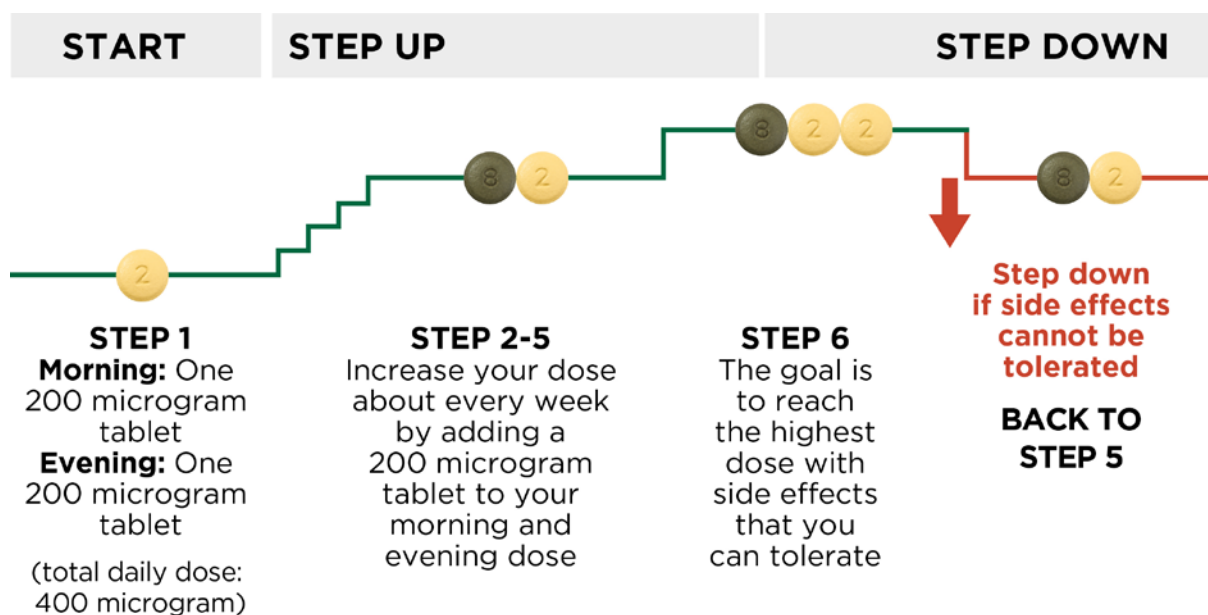 START
STEP UP
STEP DOWN
8 2 2
8 2
8 2
2
STEP 1
Morning: One
200 microgram
tablet
Evening: One
200 microgram
tablet
(total daily dose:
400 microgram)
STEP 2-5
Increase your dose
about every week
by adding a
200 microgram
tablet to your
morning and
evening dose
STEP 6
The goal is
to reach
the highest
dose with
side effects
that you
can tolerate
Step down
if side effects
cannot be
tolerated
BACK TO
STEP 5